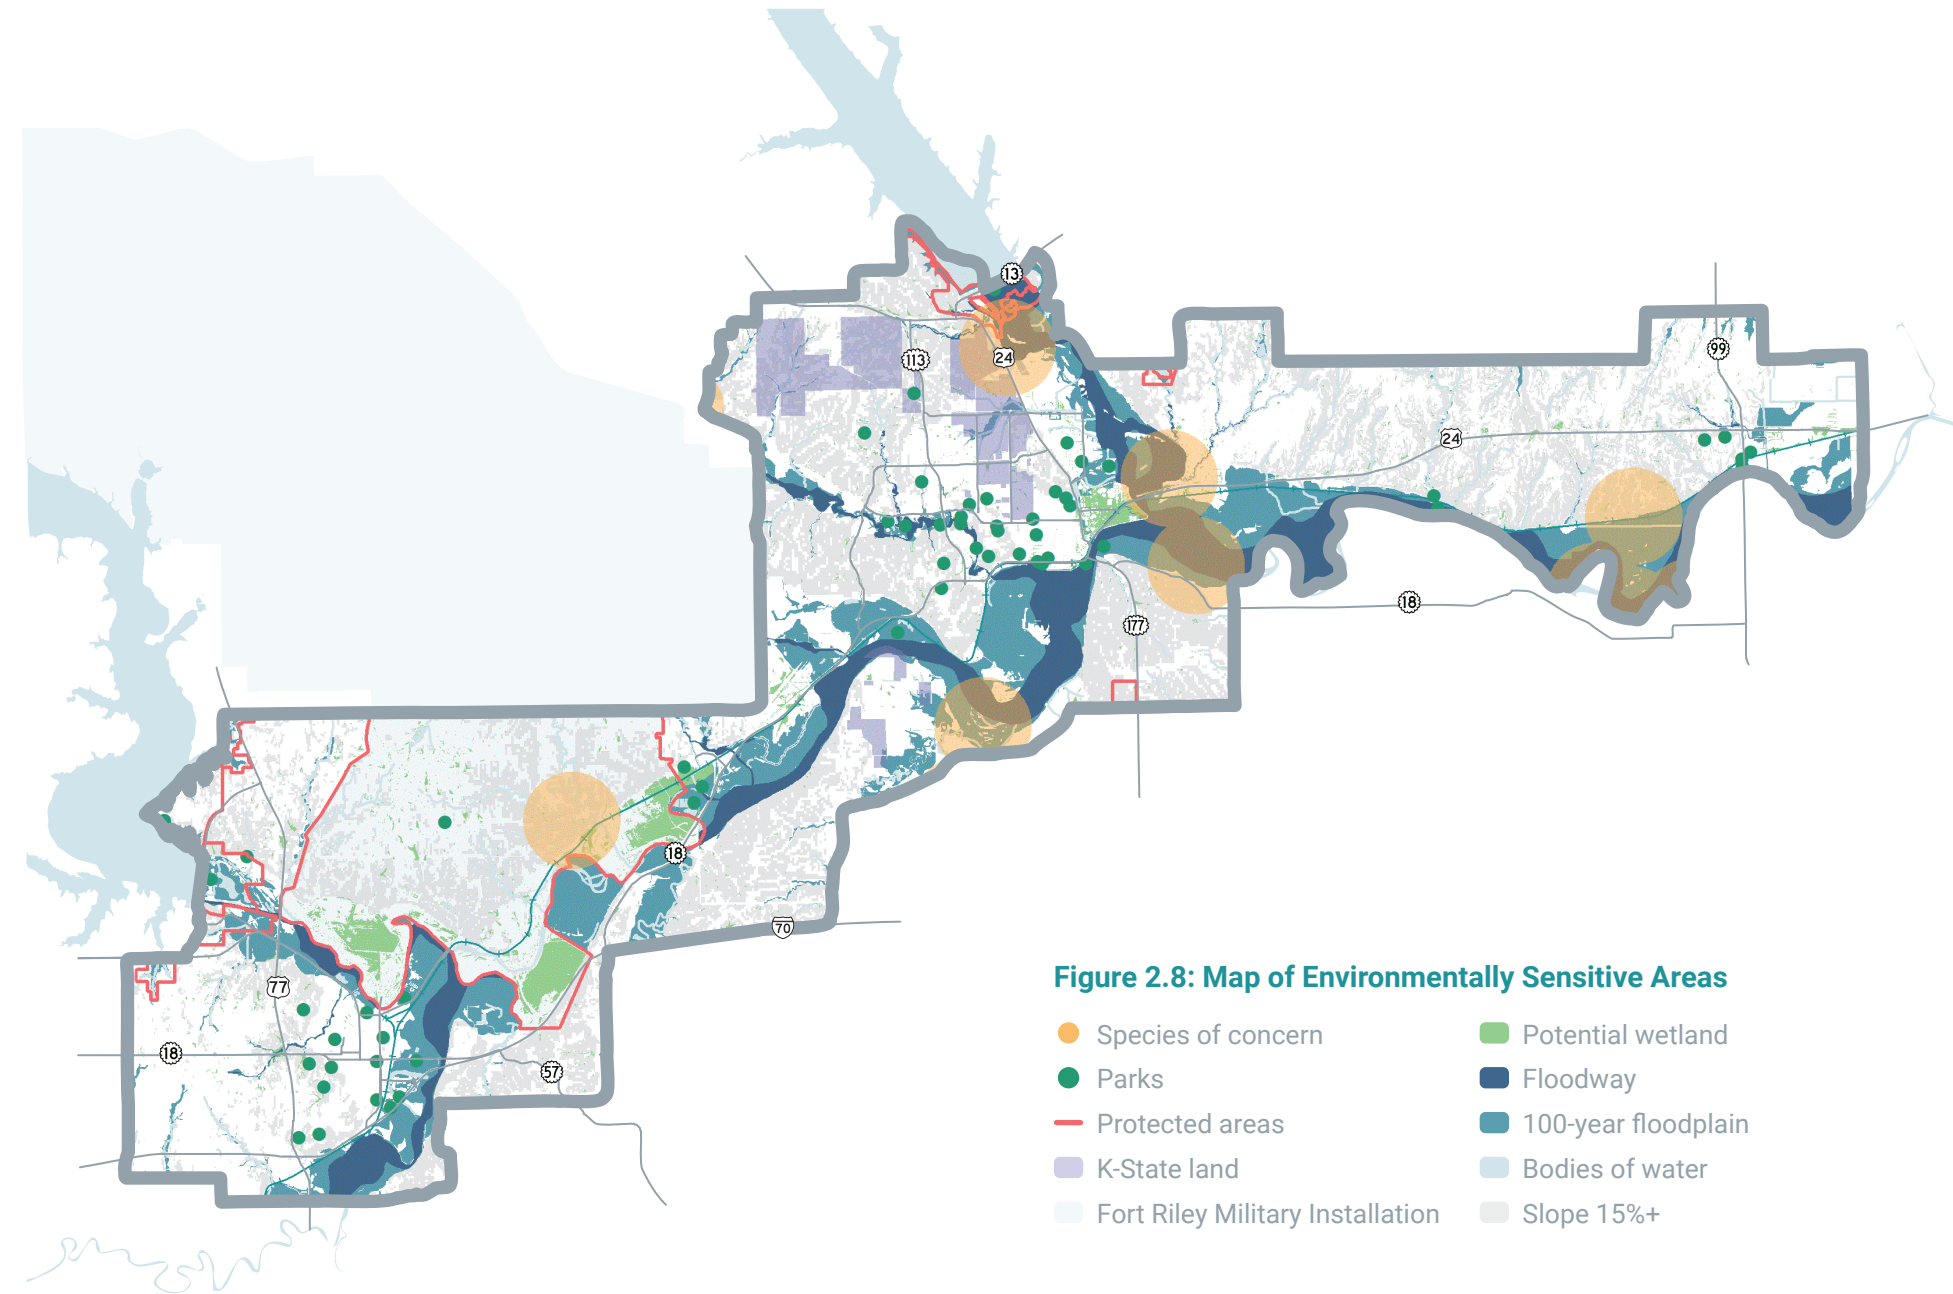 13
113
24
99
24
18
177
18
70
77
18
57
Figure 2.8: Map of Environmentally Sensitive Areas
Species of concern
Parks
Protected areas
K-State land
Fort Riley Military Installation
Potential wetland
Floodway
100-year floodplain
Bodies of water
Slope 15%+